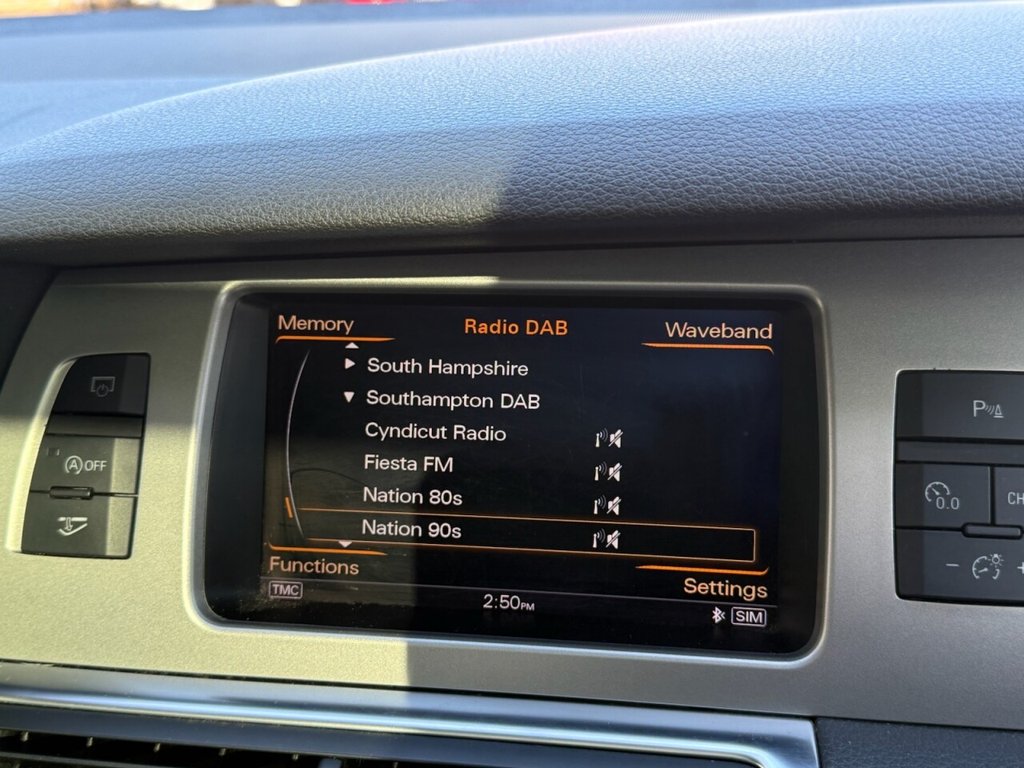 Memory Radio DAB Waveband
South Hampshire
Southampton DAB
Cyndicut Radio
Fiesta FM
Nation 80s
Nation 90s
Functions Settings
TMC 2:50PM SIM
A OFF
P
0.0 CH
- +